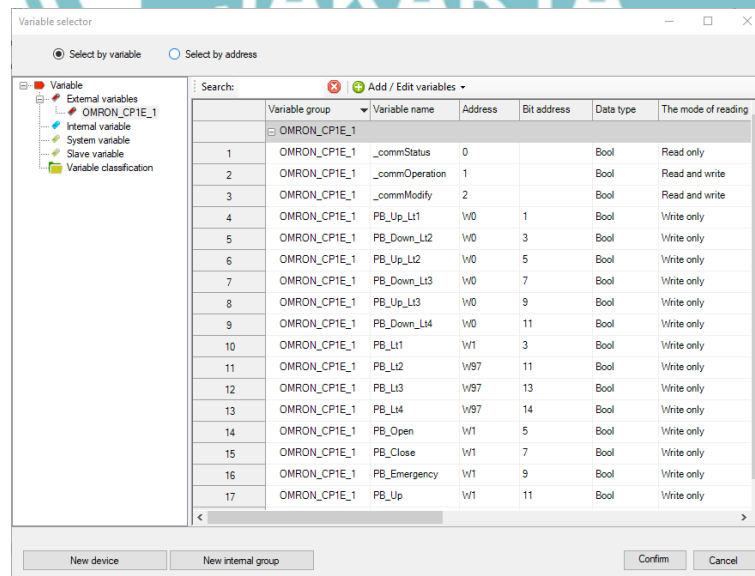 JAKARTA
Variable selector
Select by variable Select by address
Variable
External variables
OMRON_CP1E_1
Internal variable
System variable
Slave variable
Variable classification
Search: Add / Edit variables
Variable group Variable name Address Bit address Data type The mode of reading
OMRON_CP1E_1
1 OMRON_CP1E_1 _commStatus 0 Bool Read only
2 OMRON_CP1E_1 _commOperation 1 Bool Read and write
3 OMRON_CP1E_1 _commModify 2 Bool Read and write
4 OMRON_CP1E_1 PB_Up_Lt1 W0 1 Bool Write only
5 OMRON_CP1E_1 PB_Down_Lt2 W0 3 Bool Write only
6 OMRON_CP1E_1 PB_Up_Lt2 W0 5 Bool Write only
7 OMRON_CP1E_1 PB_Down_Lt3 W0 7 Bool Write only
8 OMRON_CP1E_1 PB_Up_Lt3 W0 9 Bool Write only
9 OMRON_CP1E_1 PB_Down_Lt4 W0 11 Bool Write only
10 OMRON_CP1E_1 PB_Lt1 W1 3 Bool Write only
11 OMRON_CP1E_1 PB_Lt2 W97 11 Bool Write only
12 OMRON_CP1E_1 PB_Lt3 W97 13 Bool Write only
13 OMRON_CP1E_1 PB_Lt4 W97 14 Bool Write only
14 OMRON_CP1E_1 PB_Open W1 5 Bool Write only
15 OMRON_CP1E_1 PB_Close W1 7 Bool Write only
16 OMRON_CP1E_1 PB_Emergency W1 9 Bool Write only
17 OMRON_CP1E_1 PB_Up W1 11 Bool Write only
New device New internal group Confirm Cancel